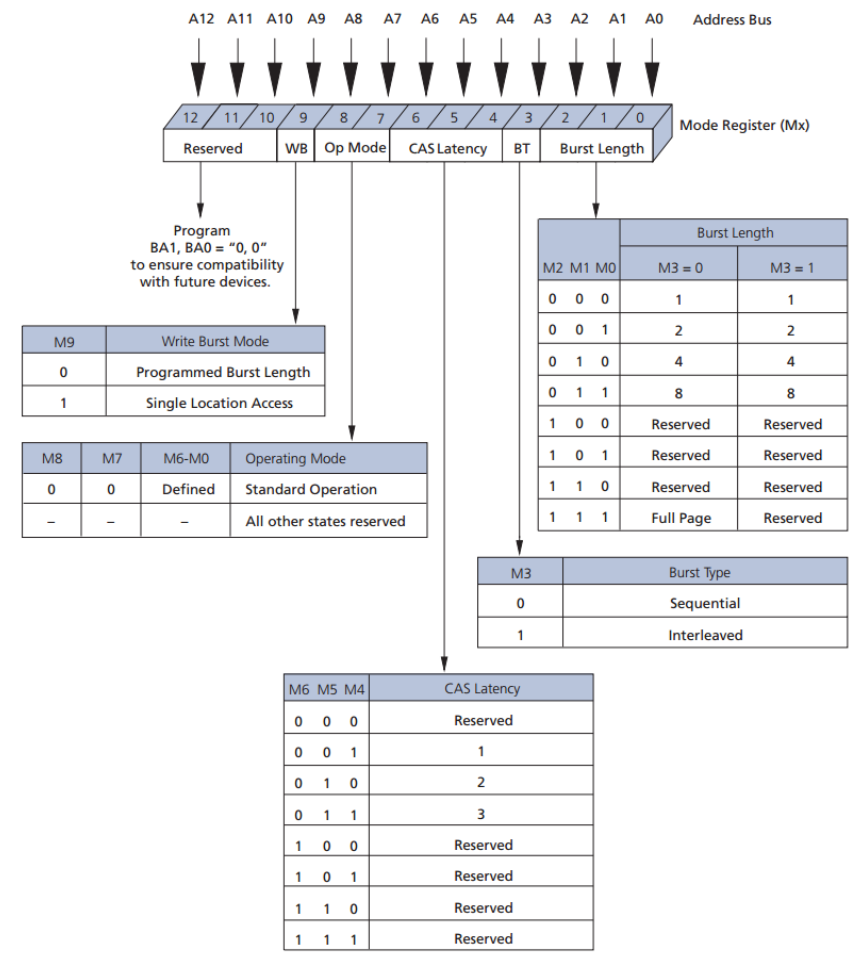 A12 A11 A10 A9 A8 A7 A6 A5 A4 A3 A2 A1 A0 Address Bus
12 11 10 9 8 7 6 5 4 3 2 1 0 Mode Register (Mx)
Reserved WB Op Mode CAS Latency BT Burst Length
Program
BA1, BA0 = “0, 0”
to ensure compatibility
with future devices.
Burst Length
M2 M1 M0 M3 = 0 M3 = 1
0 0 0 1 1
0 0 1 2 2
0 1 0 4 4
0 1 1 8 8
1 0 0 Reserved Reserved
1 0 1 Reserved Reserved
1 1 0 Reserved Reserved
1 1 1 Full Page Reserved
M9 Write Burst Mode
0 Programmed Burst Length
1 Single Location Access
M8 M7 M6-M0 Operating Mode
0 0 Defined Standard Operation
– – – All other states reserved
M3 Burst Type
0 Sequential
1 Interleaved
M6 M5 M4 CAS Latency
0 0 0 Reserved
0 0 1 1
0 1 0 2
0 1 1 3
1 0 0 Reserved
1 0 1 Reserved
1 1 0 Reserved
1 1 1 Reserved